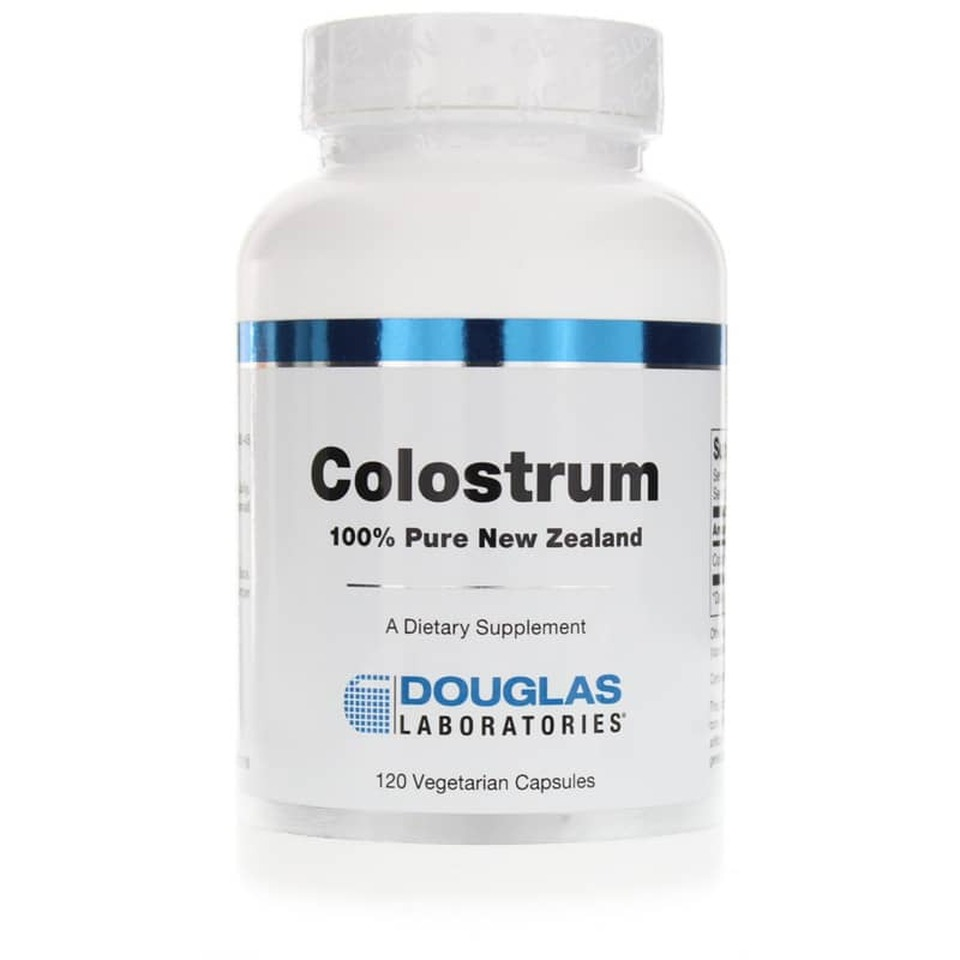 Colostrum
100% Pure New Zealand
A Dietary Supplement
DOUGLAS
LABORATORIES®
120 Vegetarian Capsules